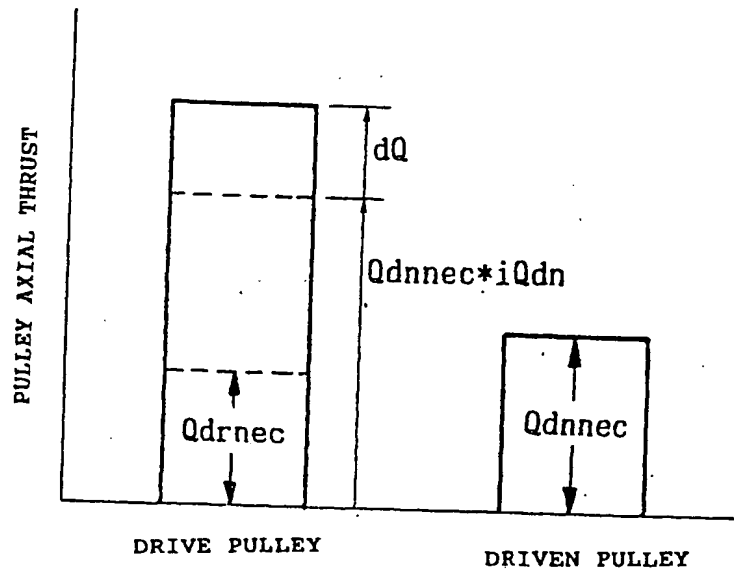 PULLEY AXIAL THRUST
dQ
Qdnnec*iQdn
Qdrnec
Qdnnec
DRIVE PULLEY
DRIVEN PULLEY